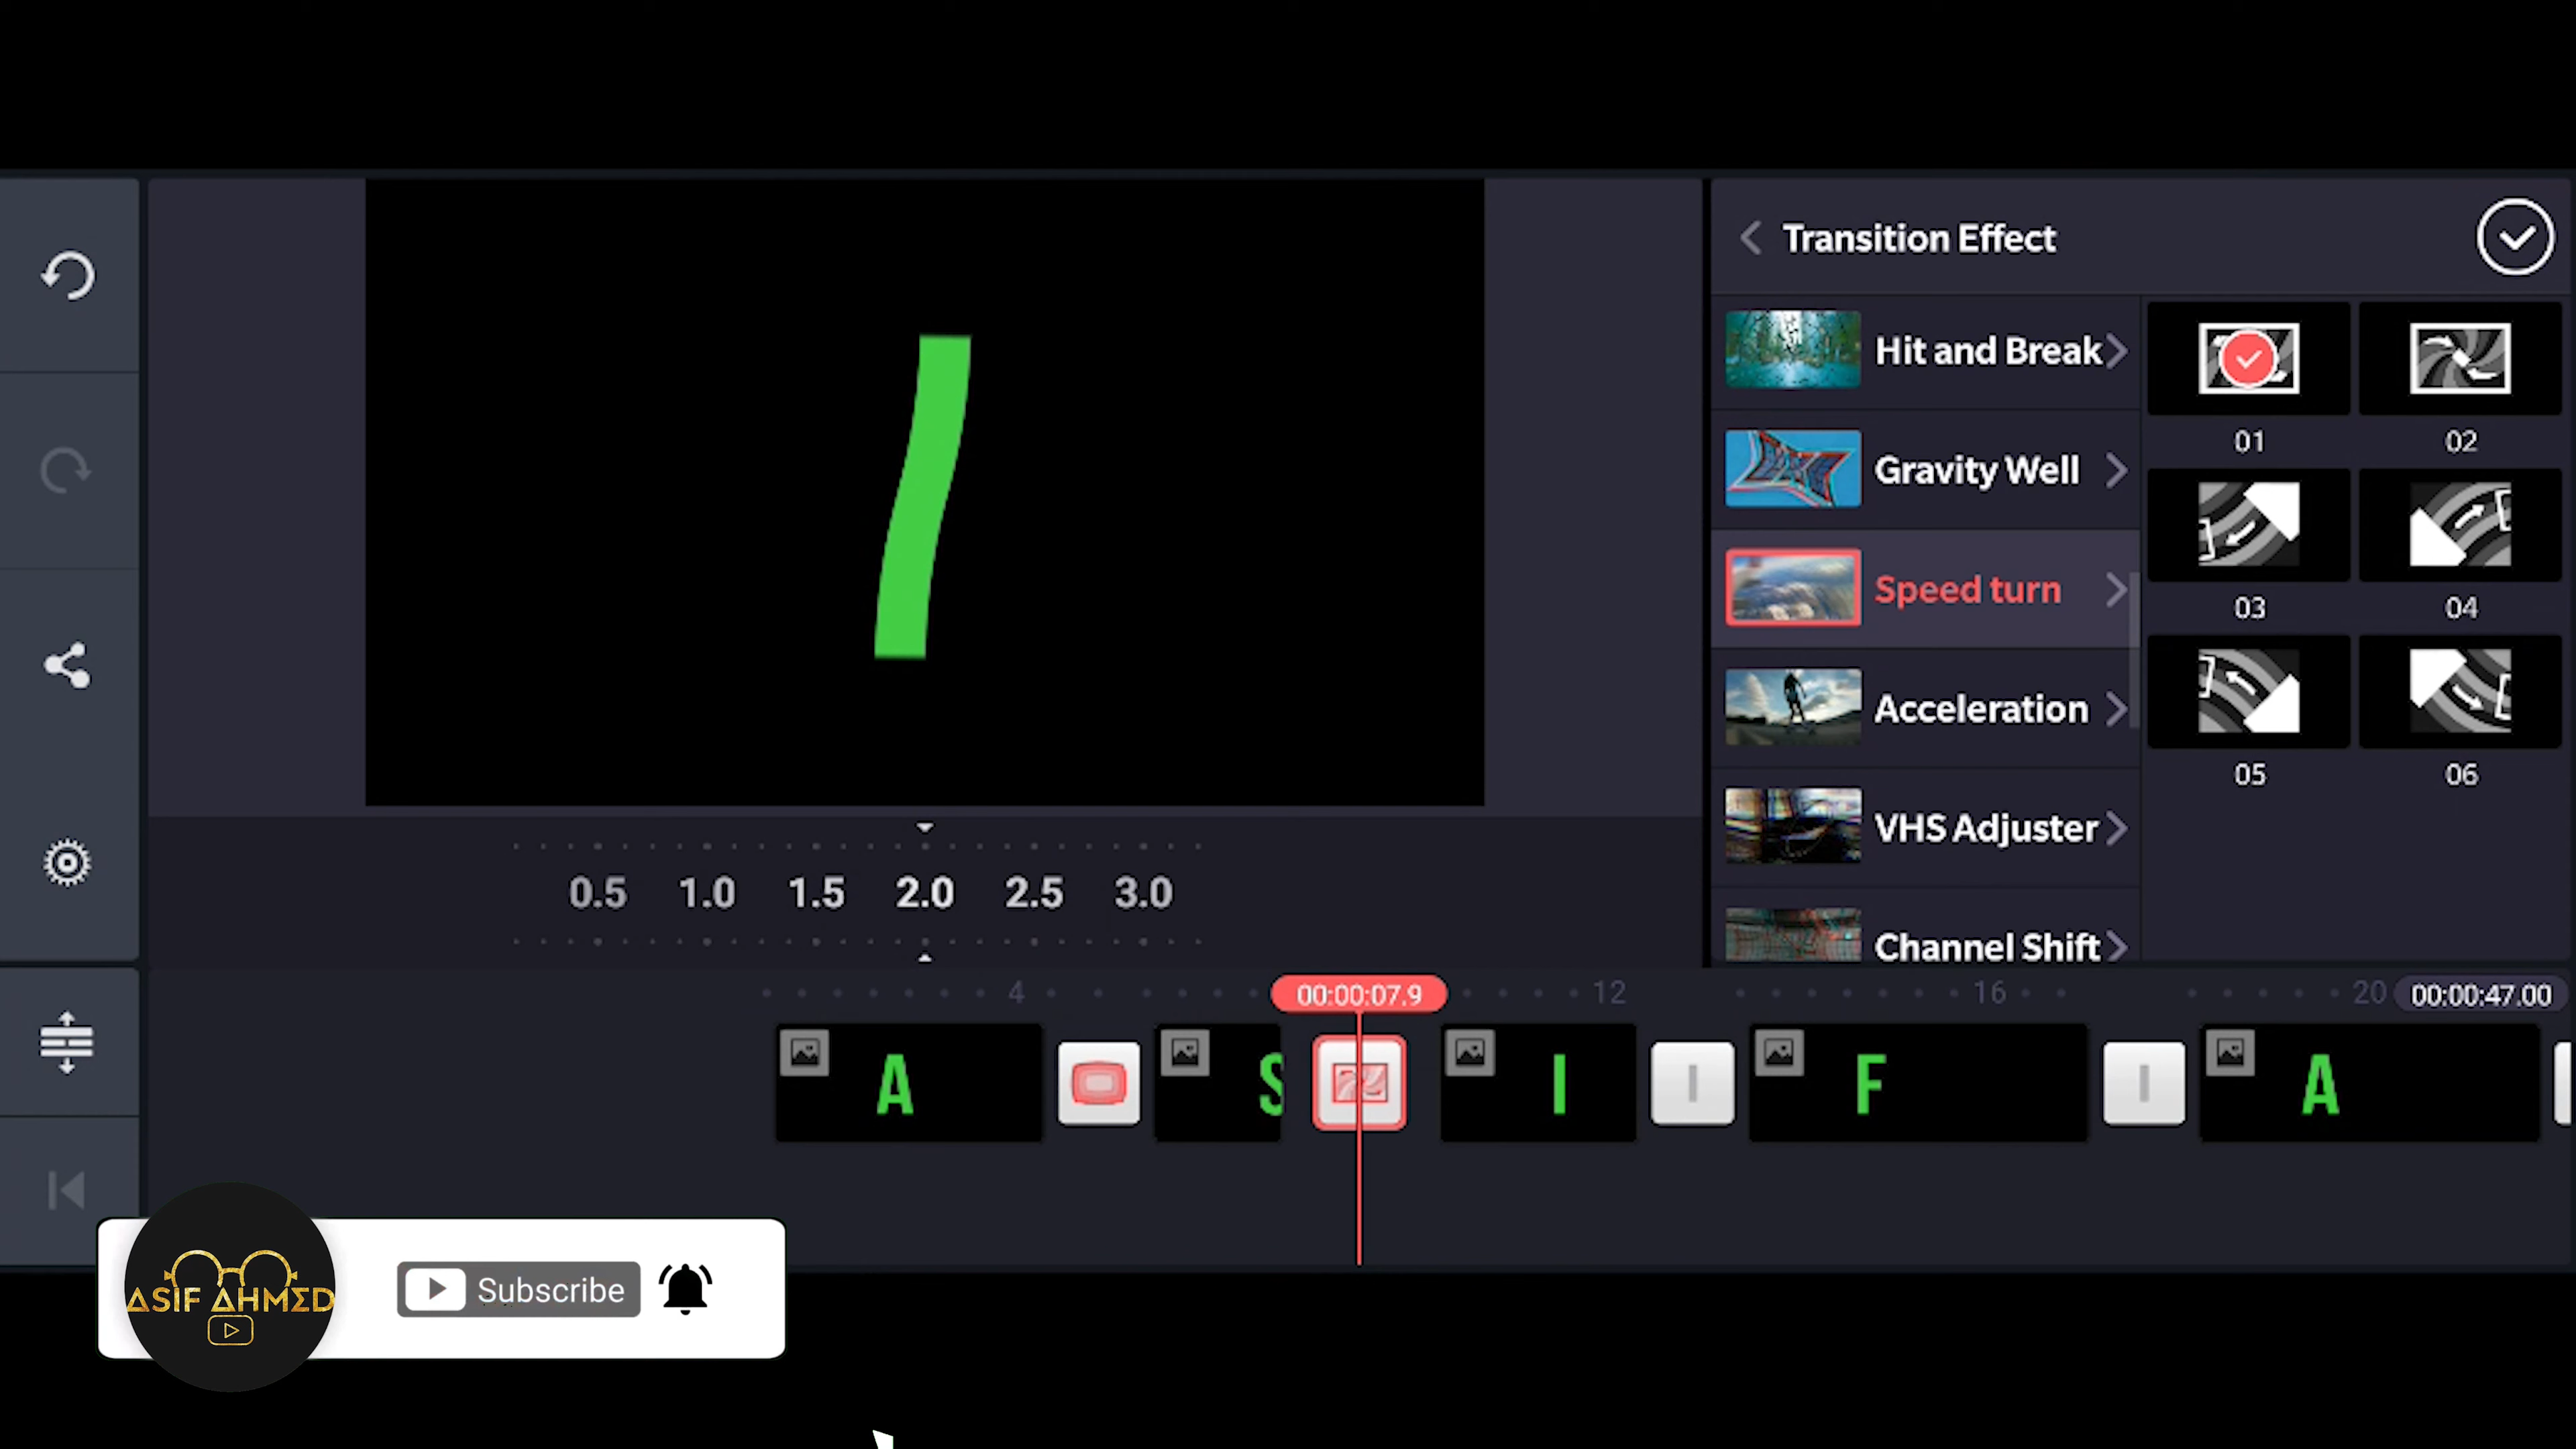 Transition Effect
Hit and Break
Gravity Well
Speed turn
Acceleration
VHS Adjuster
Channel Shift
01
02
03
04
05
06
0.5 1.0 1.5 2.0 2.5 3.0
4
00:00:07.9
12
16
20
00:00:47.00
A
S
I
F
A
ASIF AHMED
Subscribe